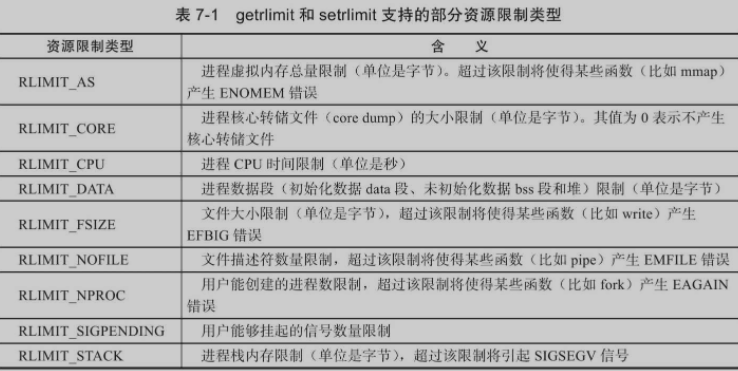 表 7-1 getrlimit 和 setrlimit 支持的部分资源限制类型
资源限制类型 含 义
RLIMIT_AS 进程虚拟内存总量限制（单位是字节）。超过该限制将使得某些函数（比如 mmap）
产生 ENOMEM 错误
RLIMIT_CORE 进程核心转储文件（core dump）的大小限制（单位是字节）。其值为 0 表示不产生
核心转储文件
RLIMIT_CPU 进程 CPU 时间限制（单位是秒）
RLIMIT_DATA 进程数据段（初始化数据 data 段、未初始化数据 bss 段和堆）限制（单位是字节）
RLIMIT_FSIZE 文件大小限制（单位是字节），超过该限制将使得某些函数（比如 write）产生
EFBIG 错误
RLIMIT_NOFILE 文件描述符数量限制，超过该限制将使得某些函数（比如 pipe）产生 EMFILE 错误
RLIMIT_NPROC 用户能创建的进程数限制，超过该限制将使得某些函数（比如 fork）产生 EAGAIN
错误
RLIMIT_SIGPENDING 用户能够挂起的信号数量限制
RLIMIT_STACK 进程栈内存限制（单位是字节），超过该限制将引起 SIGSEGV 信号